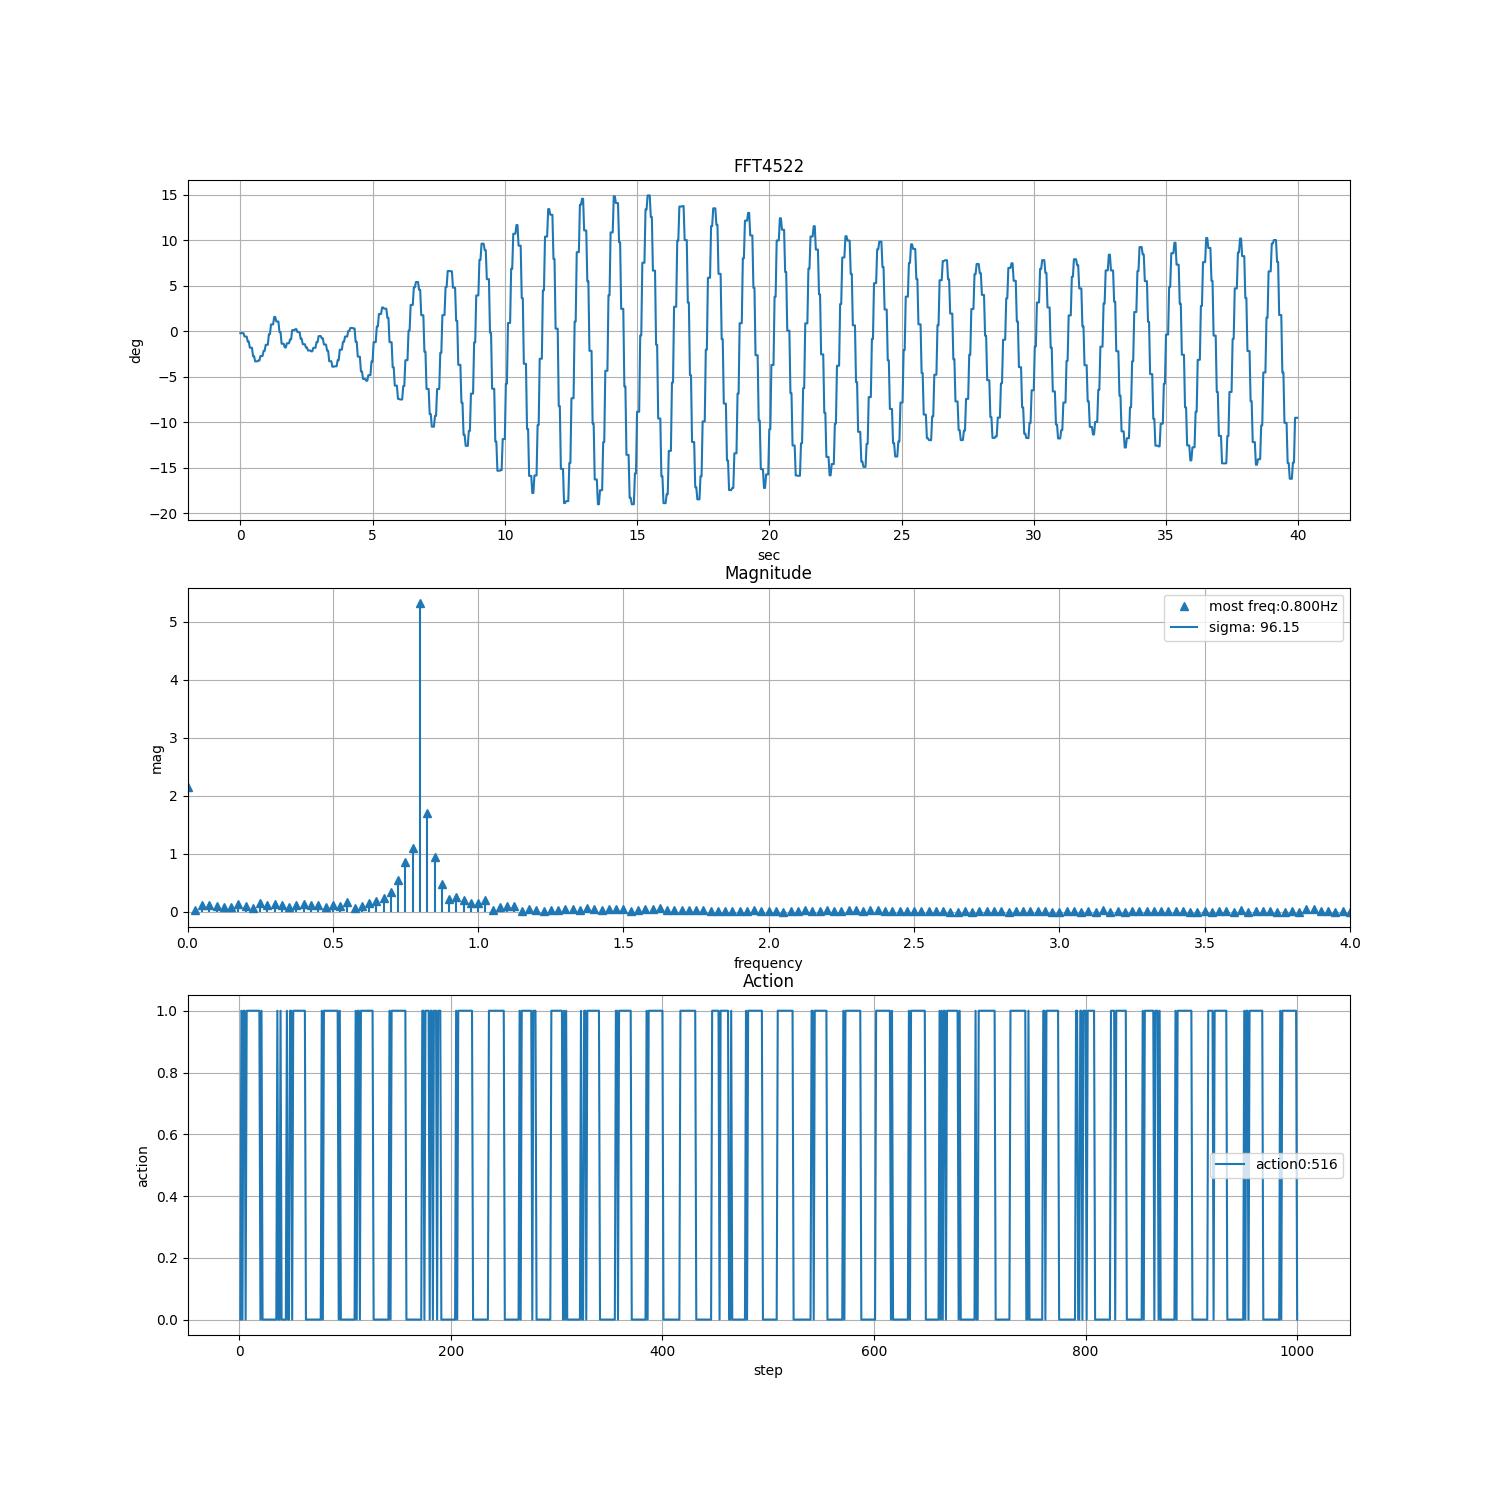 FFT4522
15
10
5
0
−5
−10
−15
−20
deg
0 5 10 15 20 25 30 35 40
sec
Magnitude
5
4
3
2
1
0
mag
most freq:0.800Hz
sigma: 96.15
0.0 0.5 1.0 1.5 2.0 2.5 3.0 3.5 4.0
frequency
Action
1.0
0.8
0.6
0.4
0.2
0.0
action
action0:516
0 200 400 600 800 1000
step